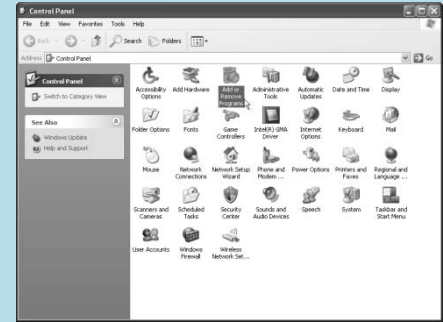 Control Panel
File Edit View Favorites Tools Help
Back Search Folders
Address Control Panel Go
Control Panel
Switch to Category View
See Also
Windows Update
Help and Support
Accessibility Options
Add Hardware
Add or Remove Programs
Administrative Tools
Automatic Updates
Date and Time
Display
Folder Options
Fonts
Game Controllers
Intel(R) GMA Driver
Internet Options
Keyboard
Mail
Mouse
Network Connections
Network Setup Wizard
Phone and Modem ...
Power Options
Printers and Faxes
Regional and Language ...
Scanners and Cameras
Scheduled Tasks
Security Center
Sounds and Audio Devices
Speech
System
Taskbar and Start Menu
User Accounts
Windows Firewall
Wireless Network Set...